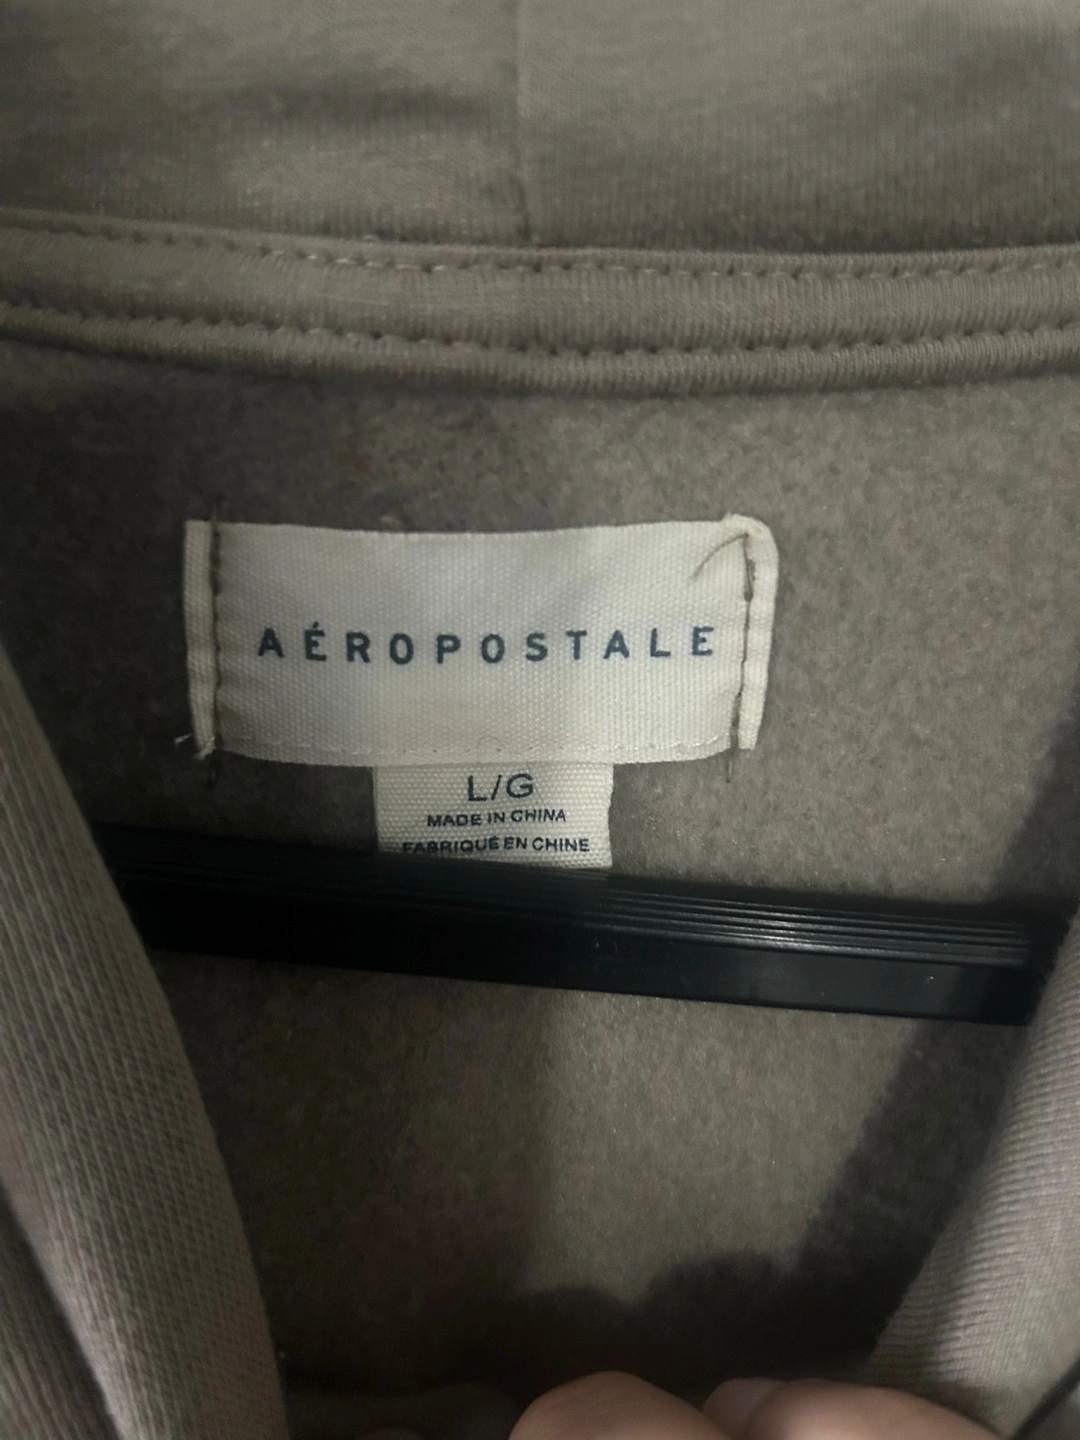 AÉROPOSTALE
L/G
MADE IN CHINA
FABRIQUÉ EN CHINE